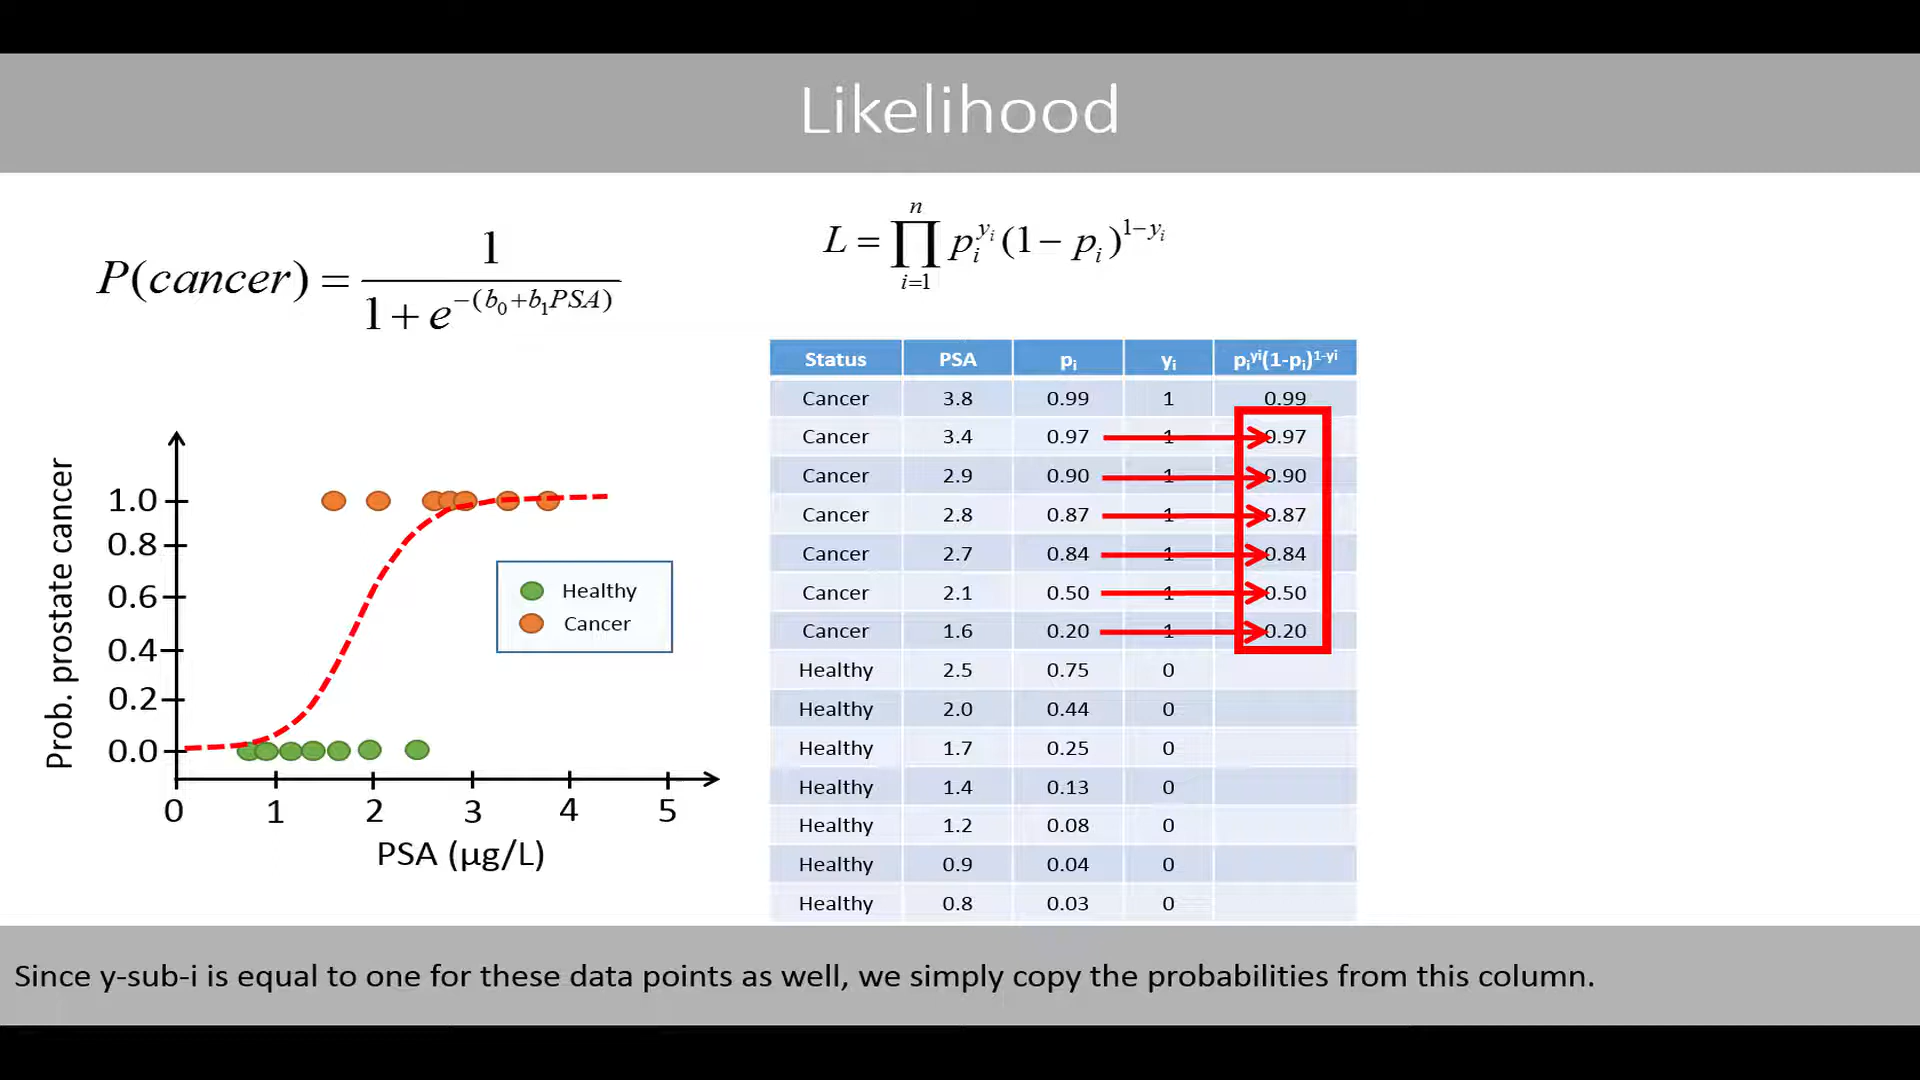 Likelihood
P(cancer) = 1 / (1 + e^{-(b₀+b₁PSA)})
L = ∏_{i=1}^{n} p_i^{y_i}(1 − p_i)^{1−y_i}
Prob. prostate cancer
1.0
0.8
0.6
0.4
0.2
0.0
0 1 2 3 4 5
PSA (µg/L)
Healthy
Cancer
Status PSA pᵢ yᵢ pᵢ^{yi}(1-pᵢ)^{1-yi}
Cancer 3.8 0.99 1 0.99
Cancer 3.4 0.97 1 0.97
Cancer 2.9 0.90 1 0.90
Cancer 2.8 0.87 1 0.87
Cancer 2.7 0.84 1 0.84
Cancer 2.1 0.50 1 0.50
Cancer 1.6 0.20 1 0.20
Healthy 2.5 0.75 0
Healthy 2.0 0.44 0
Healthy 1.7 0.25 0
Healthy 1.4 0.13 0
Healthy 1.2 0.08 0
Healthy 0.9 0.04 0
Healthy 0.8 0.03 0
Since y-sub-i is equal to one for these data points as well, we simply copy the probabilities from this column.